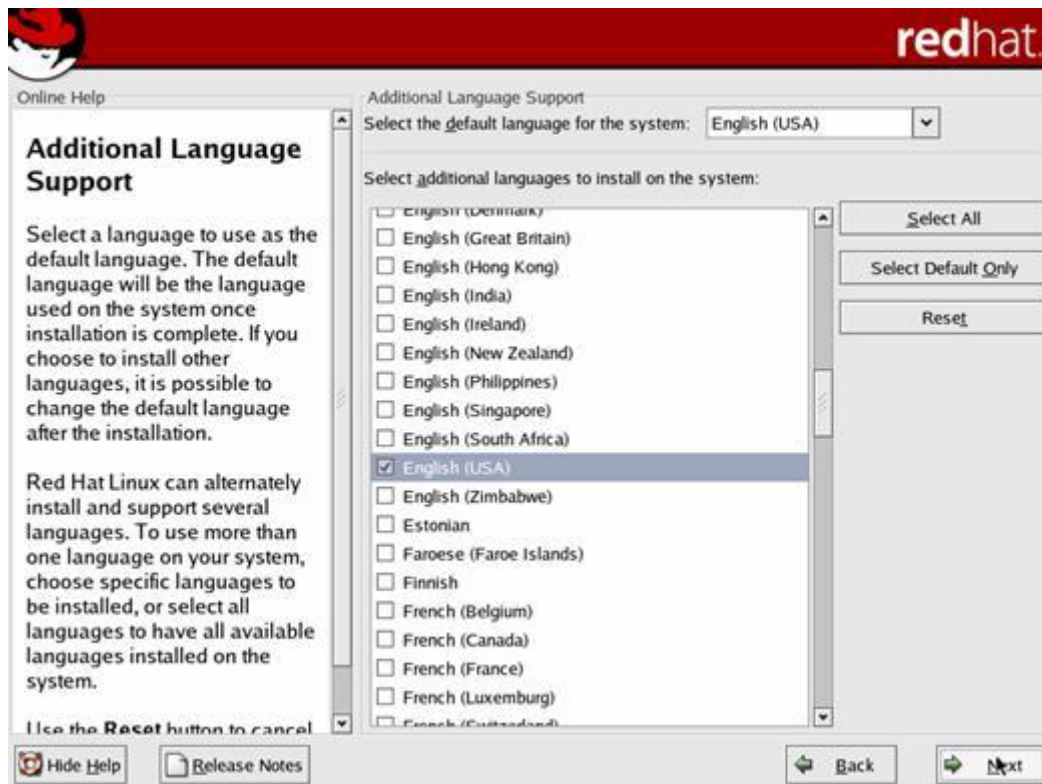 redhat.
Online Help
Additional Language
Support
Select a language to use as the
default language. The default
language will be the language
used on the system once
installation is complete. If you
choose to install other
languages, it is possible to
change the default language
after the installation.
Red Hat Linux can alternately
install and support several
languages. To use more than
one language on your system,
choose specific languages to
be installed, or select all
languages to have all available
languages installed on the
system.
Use the Reset button to cancel
Additional Language Support
Select the default language for the system: English (USA)
Select additional languages to install on the system:
English (Denmark)
English (Great Britain)
English (Hong Kong)
English (India)
English (Ireland)
English (New Zealand)
English (Philippines)
English (Singapore)
English (South Africa)
English (USA)
English (Zimbabwe)
Estonian
Faroese (Faroe Islands)
Finnish
French (Belgium)
French (Canada)
French (France)
French (Luxemburg)
French (Switzerland)
Select All
Select Default Only
Reset
Hide Help
Release Notes
Back
Next